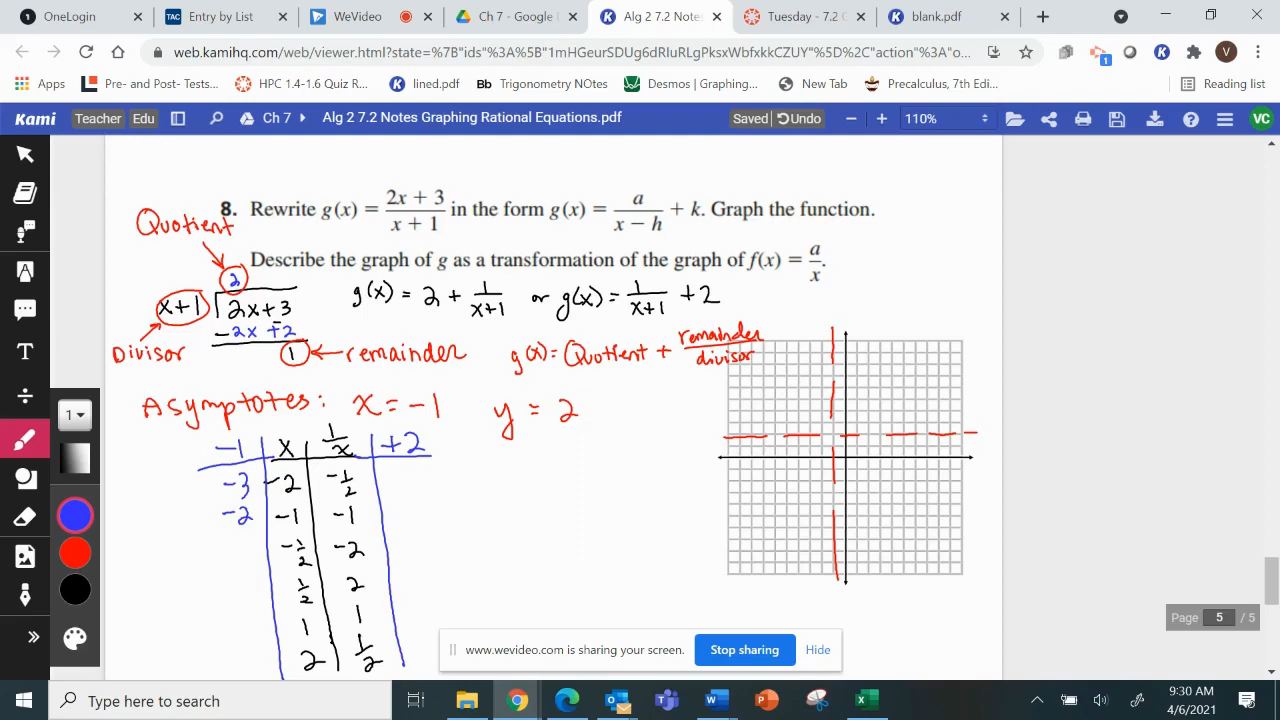 OneLogin
Entry by List
WeVideo
Ch 7 - Google D
Alg 2 7.2 Notes
Tuesday - 7.2 C
blank.pdf
web.kamihq.com/web/viewer.html?state=%7B"ids"%3A%5B"1mHGeurSDUg6dRIuRLgPksxWbfxkkCZUY"%5D%2C"action"%3A"o...
Apps
Pre- and Post- Tests...
HPC 1.4-1.6 Quiz R...
lined.pdf
Bb Trigonometry NOtes
Desmos | Graphing...
New Tab
Precalculus, 7th Edi...
Reading list
Kami Teacher Edu
Ch 7
Alg 2 7.2 Notes Graphing Rational Equations.pdf
Saved Undo
110%
VC
8. Rewrite g(x) = 2x + 3 / x + 1 in the form g(x) = a / x − h + k. Graph the function.
Describe the graph of g as a transformation of the graph of f(x) = a / x.
Quotient
2
x+1 2x+3
-2x+2
1
Divisor
remainder
g(x) = 2 + 1/x+1 or g(x) = 1/x+1 + 2
g(x) = Quotient + remainder/divisor
Asymptotes: x = -1 y = 2
-1 x 1/x +2
-3 -2 -1/2
-2 -1 -1
-1/2 -2
1/2 2
1 1
2 1/2
Page 5 / 5
www.wevideo.com is sharing your screen.
Stop sharing
Hide
Type here to search
9:30 AM
4/6/2021